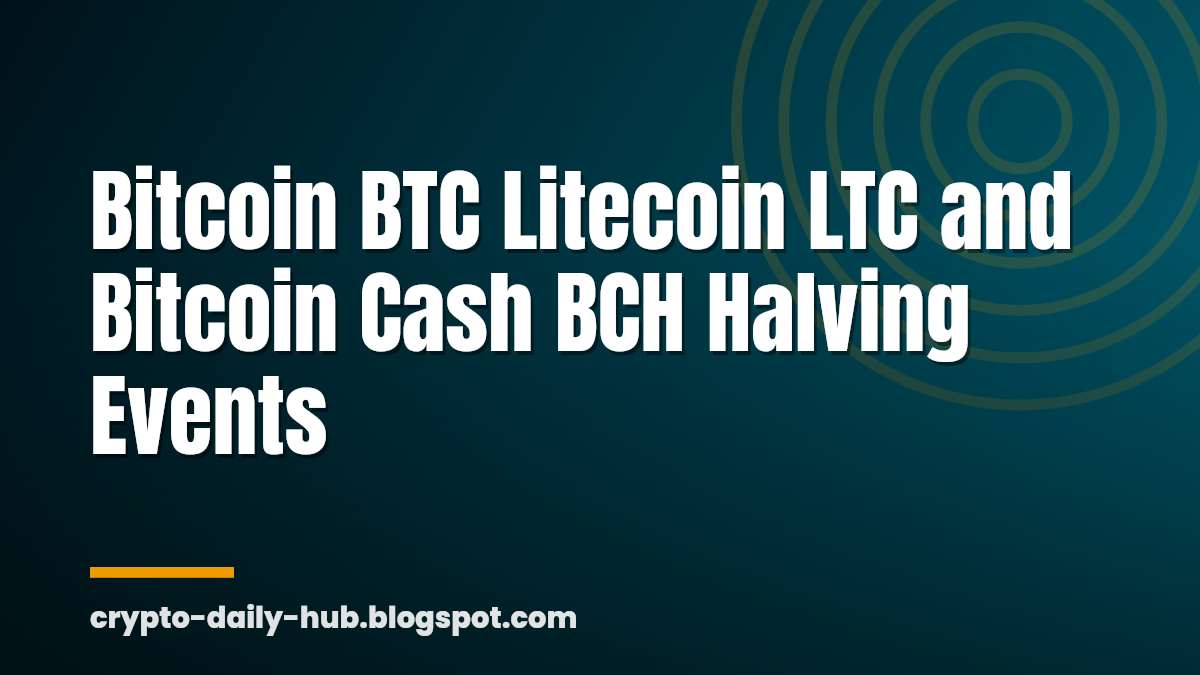 Bitcoin BTC Litecoin LTC and
Bitcoin Cash BCH Halving
Events
crypto-daily-hub.blogspot.com